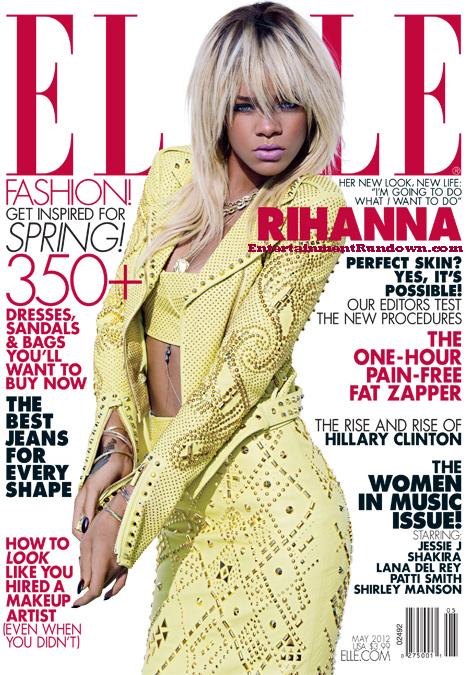 ELLE
FASHION!
GET INSPIRED FOR
SPRING!
350+
DRESSES,
SANDALS
& BAGS
YOU'LL
WANT TO
BUY NOW
THE
BEST
JEANS
FOR
EVERY
SHAPE
HOW TO
LOOK
LIKE YOU
HIRED A
MAKEUP
ARTIST
(EVEN WHEN
YOU DIDN'T)
HER NEW LOOK, NEW LIFE:
"I'M GOING TO DO
WHAT I WANT TO DO"
RIHANNA
EntertainmentRundown.com
PERFECT SKIN?
YES, IT'S
POSSIBLE!
OUR EDITORS TEST
THE NEW PROCEDURES
THE
ONE-HOUR
PAIN-FREE
FAT ZAPPER
THE RISE AND RISE OF
HILLARY CLINTON
THE
WOMEN
IN MUSIC
ISSUE!
STARRING:
JESSIE J
SHAKIRA
LANA DEL REY
PATTI SMITH
SHIRLEY MANSON
MAY 2012
USA $3.99
ELLE.COM
02492
05
0 275001 1